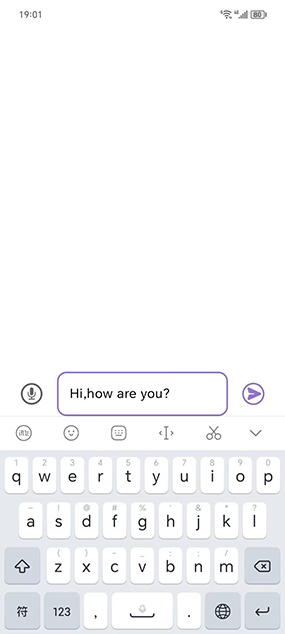 19:01
80
Hi,how are you?
1 2 3 4 5 6 7 8 9 0
q w e r t y u i o p
~ ! @ # % ' & * ?
a s d f g h j k l
( ) - _ : ; /
z x c v b n m
符 123 , .